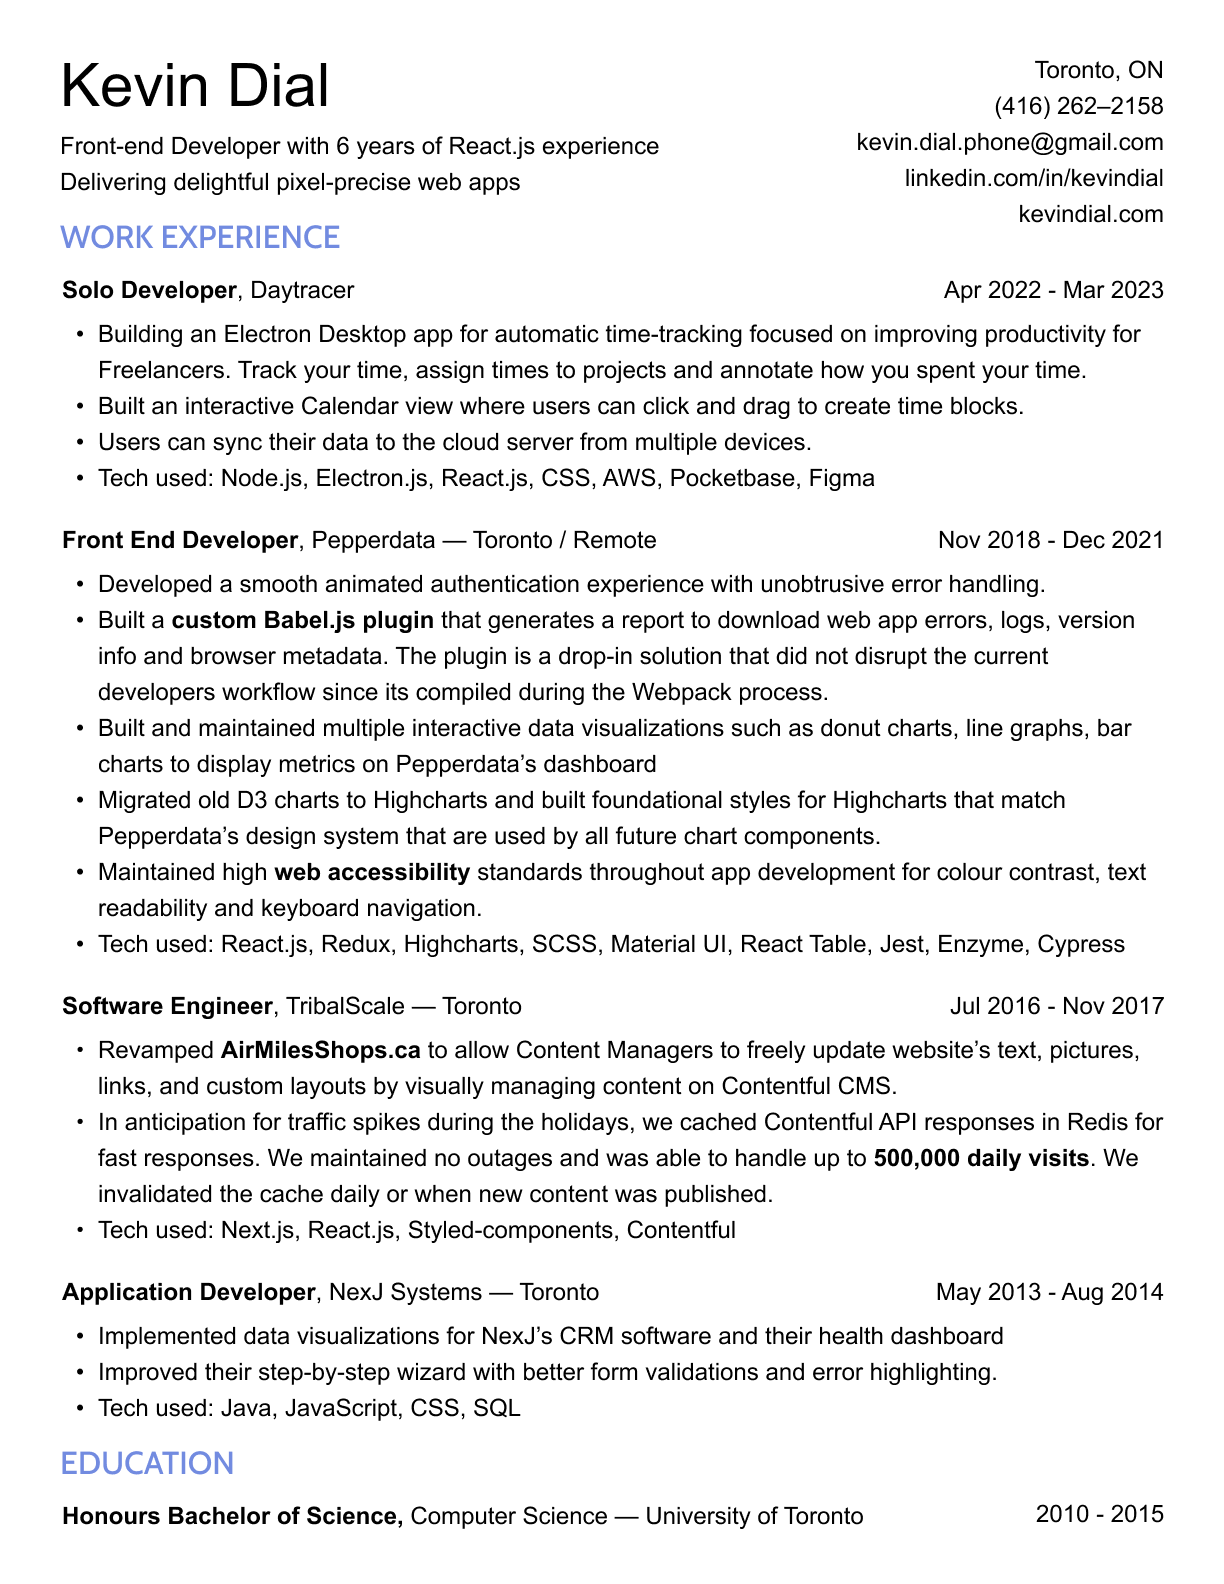 Kevin Dial
Front-end Developer with 6 years of React.js experience
Delivering delightful pixel-precise web apps
Toronto, ON
(416) 262–2158
kevin.dial.phone@gmail.com
linkedin.com/in/kevindial
kevindial.com
WORK EXPERIENCE
Solo Developer, Daytracer Apr 2022 - Mar 2023
• Building an Electron Desktop app for automatic time-tracking focused on improving productivity for
Freelancers. Track your time, assign times to projects and annotate how you spent your time.
• Built an interactive Calendar view where users can click and drag to create time blocks.
• Users can sync their data to the cloud server from multiple devices.
• Tech used: Node.js, Electron.js, React.js, CSS, AWS, Pocketbase, Figma
Front End Developer, Pepperdata — Toronto / Remote Nov 2018 - Dec 2021
• Developed a smooth animated authentication experience with unobtrusive error handling.
• Built a custom Babel.js plugin that generates a report to download web app errors, logs, version
info and browser metadata. The plugin is a drop-in solution that did not disrupt the current
developers workflow since its compiled during the Webpack process.
• Built and maintained multiple interactive data visualizations such as donut charts, line graphs, bar
charts to display metrics on Pepperdata’s dashboard
• Migrated old D3 charts to Highcharts and built foundational styles for Highcharts that match
Pepperdata’s design system that are used by all future chart components.
• Maintained high web accessibility standards throughout app development for colour contrast, text
readability and keyboard navigation.
• Tech used: React.js, Redux, Highcharts, SCSS, Material UI, React Table, Jest, Enzyme, Cypress
Software Engineer, TribalScale — Toronto Jul 2016 - Nov 2017
• Revamped AirMilesShops.ca to allow Content Managers to freely update website’s text, pictures,
links, and custom layouts by visually managing content on Contentful CMS.
• In anticipation for traffic spikes during the holidays, we cached Contentful API responses in Redis for
fast responses. We maintained no outages and was able to handle up to 500,000 daily visits. We
invalidated the cache daily or when new content was published.
• Tech used: Next.js, React.js, Styled-components, Contentful
Application Developer, NexJ Systems — Toronto May 2013 - Aug 2014
• Implemented data visualizations for NexJ’s CRM software and their health dashboard
• Improved their step-by-step wizard with better form validations and error highlighting.
• Tech used: Java, JavaScript, CSS, SQL
EDUCATION
Honours Bachelor of Science, Computer Science — University of Toronto 2010 - 2015